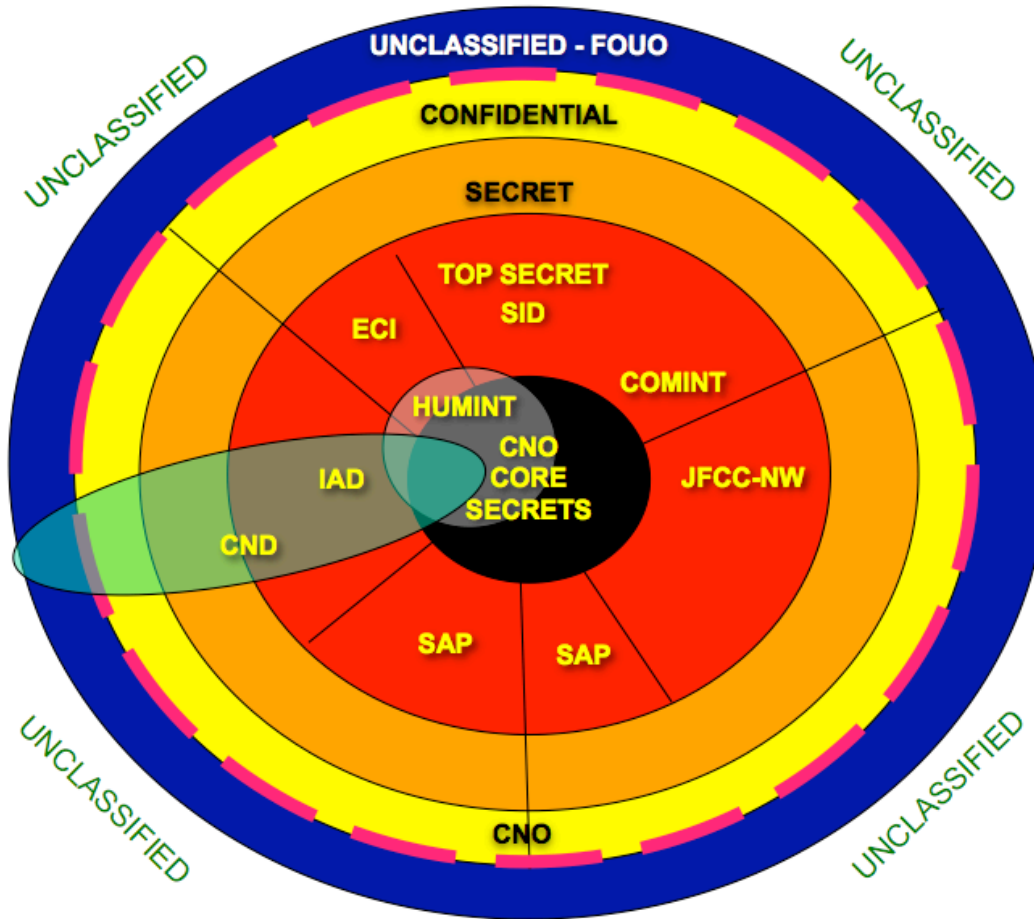 UNCLASSIFIED - FOUO
UNCLASSIFIED
UNCLASSIFIED
CONFIDENTIAL
SECRET
TOP SECRET
SID
ECI
COMINT
HUMINT
CNO
CORE
SECRETS
IAD
JFCC-NW
CND
SAP
SAP
CNO
UNCLASSIFIED
UNCLASSIFIED